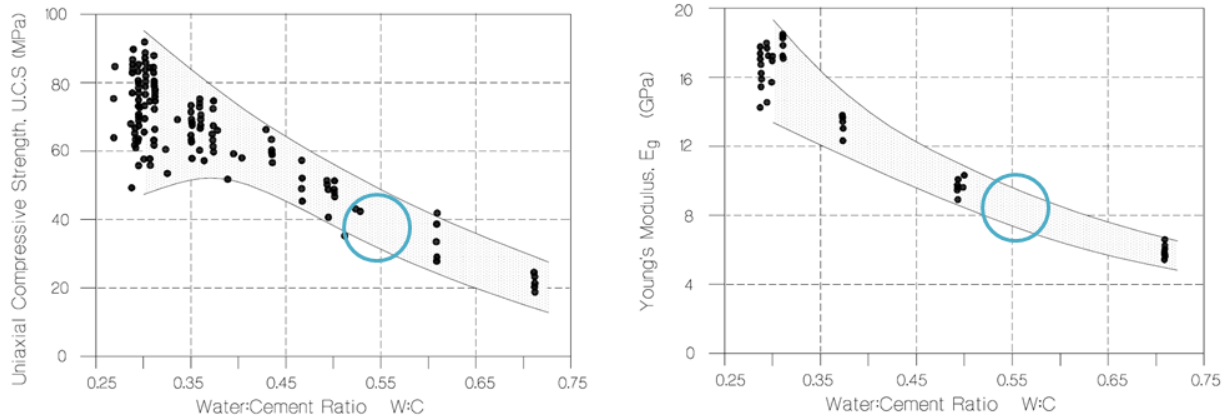 Uniaxial Compressive Strength, U.C.S (MPa)
100
80
60
40
20
0
0.25 0.35 0.45 0.55 0.65 0.75
Water:Cement Ratio W:C
Young's Modulus. Eg (GPa)
20
16
12
8
4
0
0.25 0.35 0.45 0.55 0.65 0.75
Water:Cement Ratio W:C